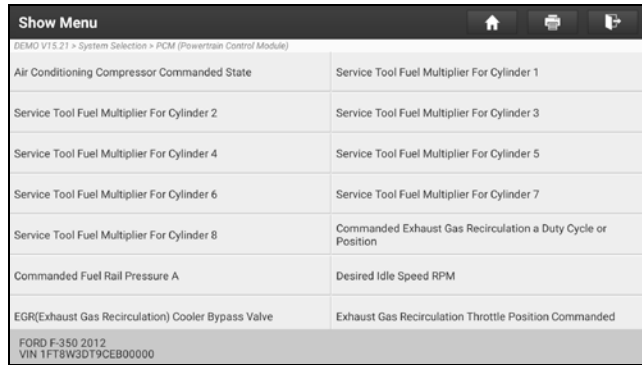 Show Menu
DEMO V15.21 > System Selection > PCM (Powertrain Control Module)
Air Conditioning Compressor Commanded State
Service Tool Fuel Multiplier For Cylinder 1
Service Tool Fuel Multiplier For Cylinder 2
Service Tool Fuel Multiplier For Cylinder 3
Service Tool Fuel Multiplier For Cylinder 4
Service Tool Fuel Multiplier For Cylinder 5
Service Tool Fuel Multiplier For Cylinder 6
Service Tool Fuel Multiplier For Cylinder 7
Service Tool Fuel Multiplier For Cylinder 8
Commanded Exhaust Gas Recirculation a Duty Cycle or
Position
Commanded Fuel Rail Pressure A
Desired Idle Speed RPM
EGR(Exhaust Gas Recirculation) Cooler Bypass Valve
Exhaust Gas Recirculation Throttle Position Commanded
FORD F-350 2012
VIN 1FT8W3DT9CEB00000